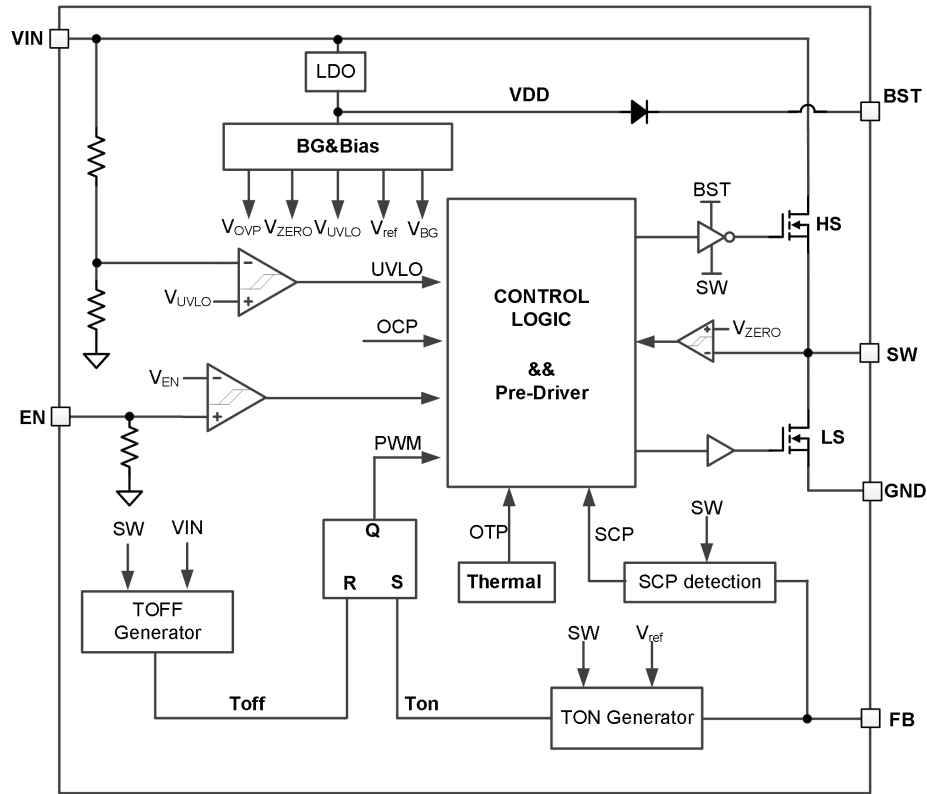 VIN
LDO
VDD
BST
BG&Bias
VOVP VZERO VUVLO Vref VBG
BST
HS
SW
UVLO
VUVLO
CONTROL
LOGIC
&&
Pre-Driver
OCP
VZERO
SW
VEN
EN
LS
PWM
GND
SW
VIN
Q
R
S
OTP
SCP
SW
Thermal
SCP detection
TOFF
Generator
SW
Vref
Toff
Ton
TON Generator
FB